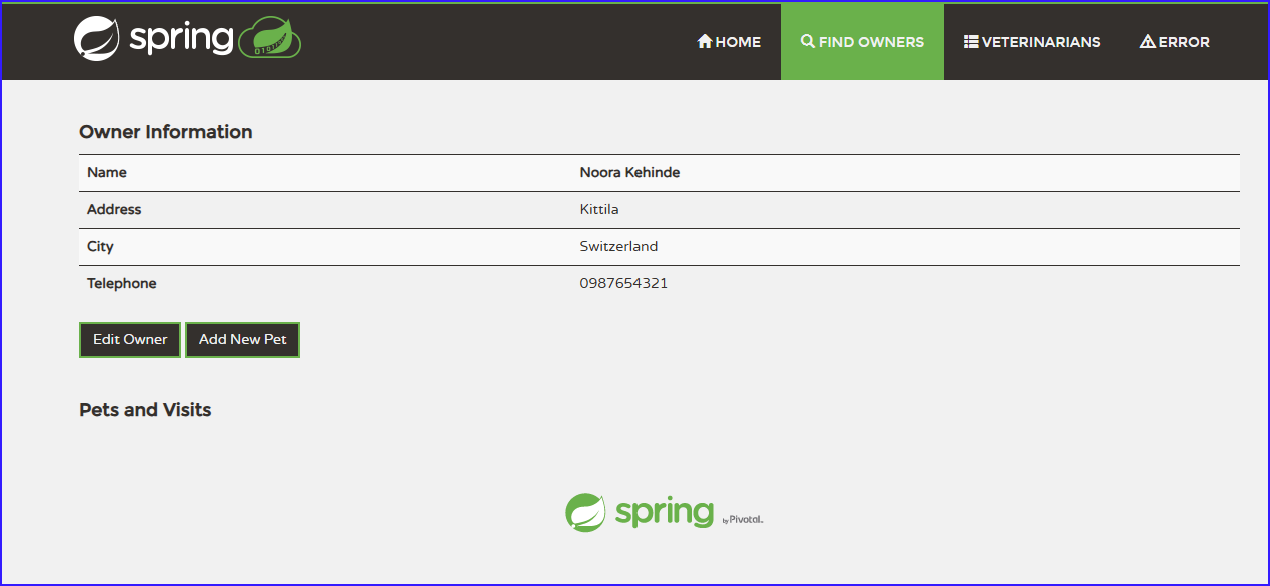 spring HOME FIND OWNERS VETERINARIANS ERROR
Owner Information
Name Noora Kehinde
Address Kittila
City Switzerland
Telephone 0987654321
Edit Owner Add New Pet
Pets and Visits
spring by Pivotal.